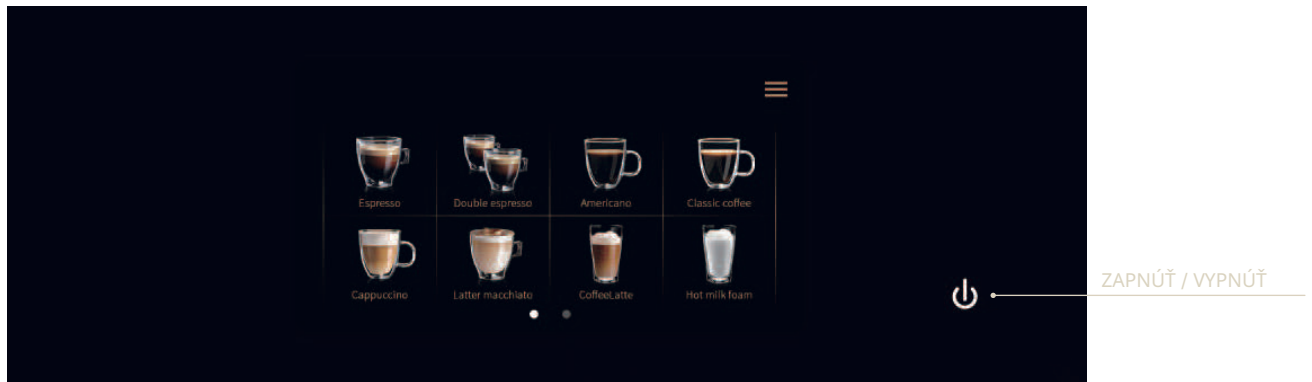 Espresso Double espresso Americano Classic coffee
Cappuccino Latter macchiato CoffeeLatte Hot milk foam
ZAPNÚŤ / VYPNÚŤ